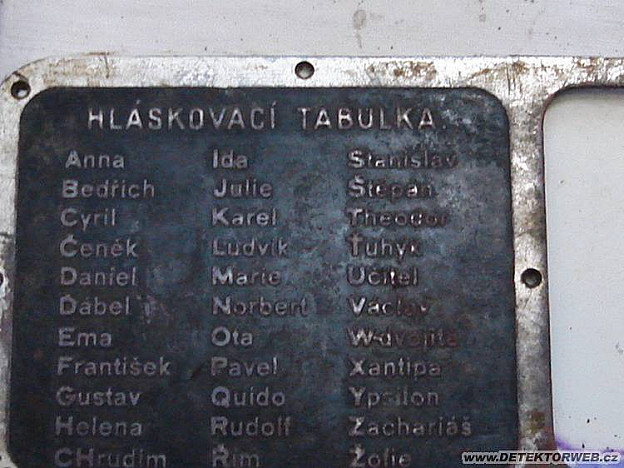 HLÁSKOVACÍ TABULKA
Anna Ida Stanislav
Bedřich Julie Štěpán
Cyril Karel Theodor
Čeněk Ludvík Ťuhyk
Daniel Marie Učitel
Ďábel Norbert Václav
Ema Ota W-dvojité
František Pavel Xantipa
Gustav Quido Ypsilon
Helena Rudolf Zachariáš
CHrudim Řím Žofie
www.DETEKTORWEB.cz